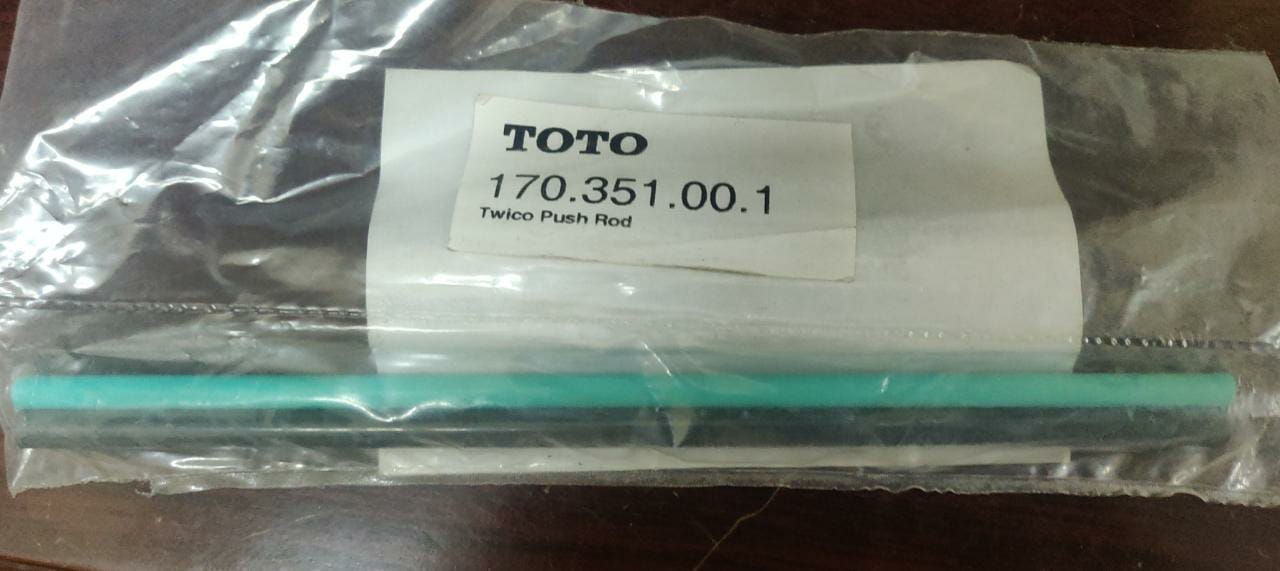 TOTO
170.351.00.1
Twico Push Rod